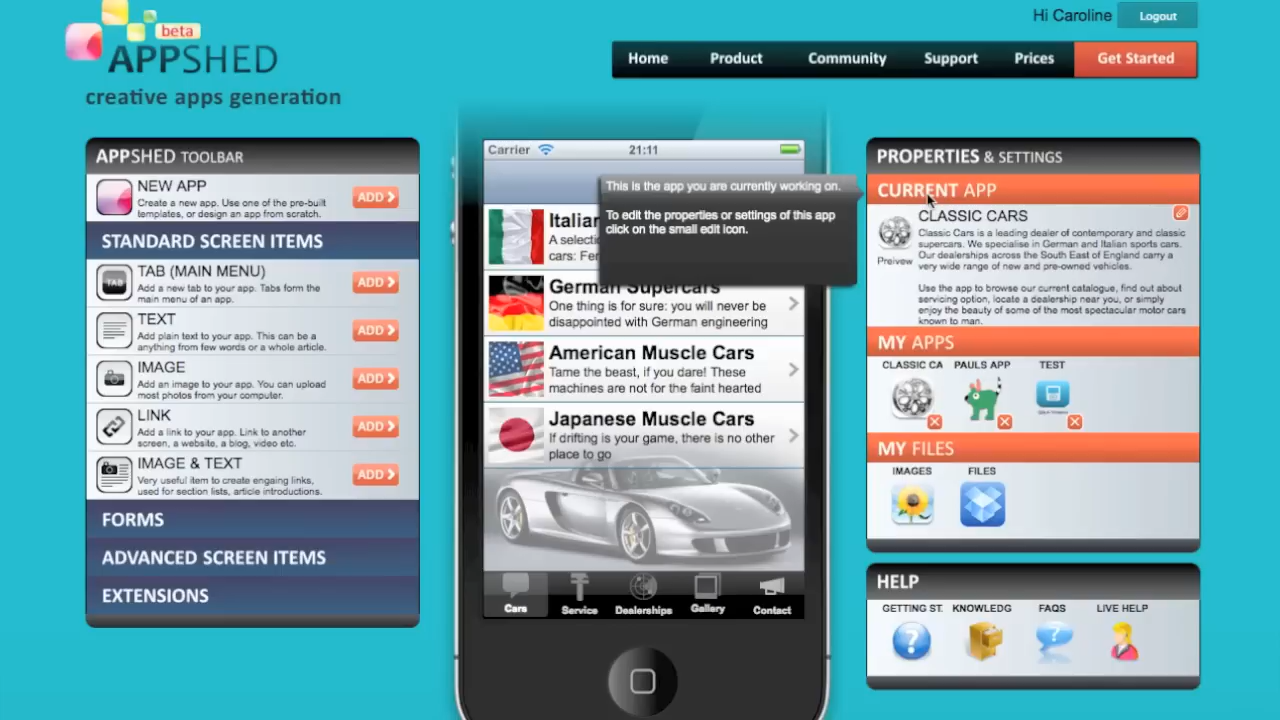 Hi Caroline
Logout
beta
APPSHED
creative apps generation
Home
Product
Community
Support
Prices
Get Started
APPSHED TOOLBAR
NEW APP
Create a new app. Use one of the pre-built
templates, or design an app from scratch.
ADD
STANDARD SCREEN ITEMS
TAB (MAIN MENU)
Add a new tab to your app. Tabs form the
main menu of an app.
ADD
TAB
TEXT
Add plain text to your app. This can be a
anything from few words or a whole article.
ADD
IMAGE
Add an image to your app. You can upload
most photos from your computer.
ADD
LINK
Add a link to your app. Link to another
screen, a website, a blog, video etc.
ADD
IMAGE & TEXT
Very useful item to create engaing links,
used for section lists, article introductions.
ADD
FORMS
ADVANCED SCREEN ITEMS
EXTENSIONS
Carrier
21:11
This is the app you are currently working on.
To edit the properties or settings of this app
click on the small edit icon.
Italian
A selecti
cars: Fer
German Supercars
One thing is for sure: you will never be
disappointed with German engineering
American Muscle Cars
Tame the beast, if you dare! These
machines are not for the faint hearted
Japanese Muscle Cars
If drifting is your game, there is no other
place to go
Cars
Service
Dealerships
Gallery
Contact
PROPERTIES & SETTINGS
CURRENT APP
CLASSIC CARS
Preview
Classic Cars is a leading dealer of contemporary and classic
supercars. We specialise in German and Italian sports cars.
Our dealerships across the South East of England carry a
very wide range of new and pre-owned vehicles.
Use the app to browse our current catalogue, find out about
servicing option, locate a dealership near you, or simply
enjoy the beauty of some of the most spectacular motor cars
known to man.
MY APPS
CLASSIC CA
PAULS APP
TEST
MY FILES
IMAGES
FILES
HELP
GETTING ST.
KNOWLEDG
FAQS
LIVE HELP